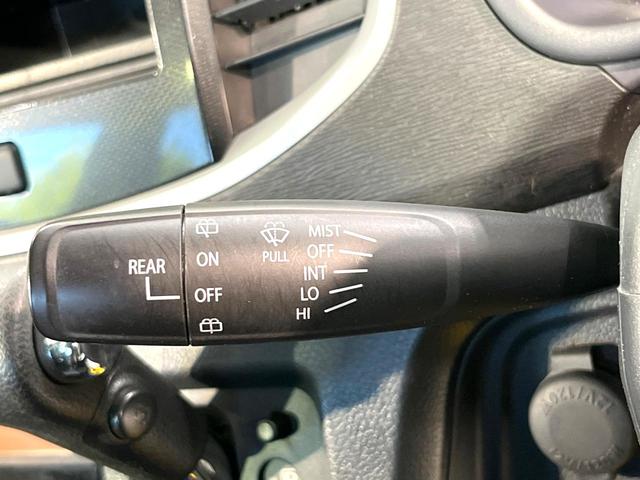 REAR
ON
OFF
PULL
MIST
OFF
INT
LO
HI